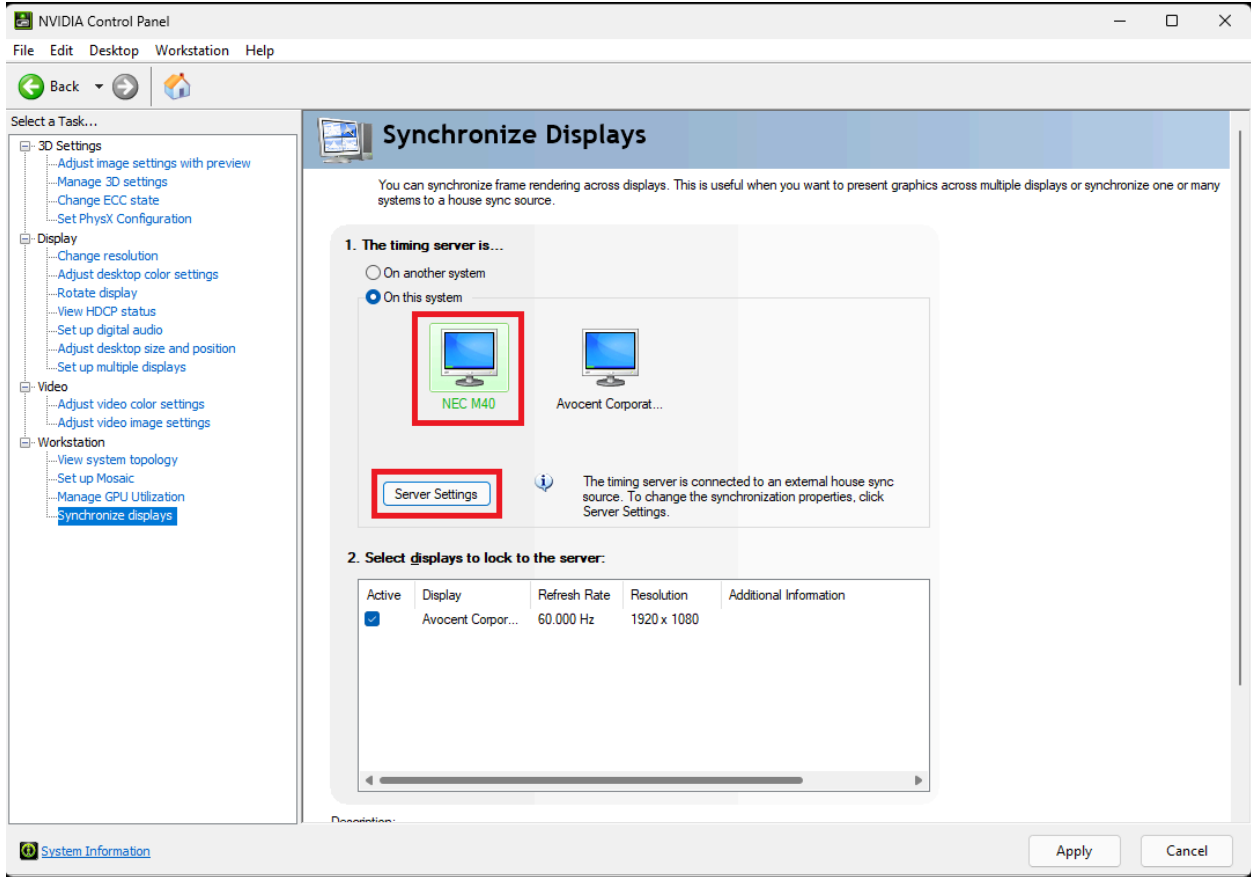 NVIDIA Control Panel
File Edit Desktop Workstation Help
Back
Select a Task...
3D Settings
Adjust image settings with preview
Manage 3D settings
Change ECC state
Set PhysX Configuration
Display
Change resolution
Adjust desktop color settings
Rotate display
View HDCP status
Set up digital audio
Adjust desktop size and position
Set up multiple displays
Video
Adjust video color settings
Adjust video image settings
Workstation
View system topology
Set up Mosaic
Manage GPU Utilization
Synchronize displays
Synchronize Displays
You can synchronize frame rendering across displays. This is useful when you want to present graphics across multiple displays or synchronize one or many
systems to a house sync source.
1. The timing server is...
On another system
On this system
NEC M40 Avocent Corporat...
Server Settings
The timing server is connected to an external house sync
source. To change the synchronization properties, click
Server Settings.
2. Select displays to lock to the server:
Active Display Refresh Rate Resolution Additional Information
Avocent Corpor... 60.000 Hz 1920 x 1080
Description:
System Information
Apply Cancel